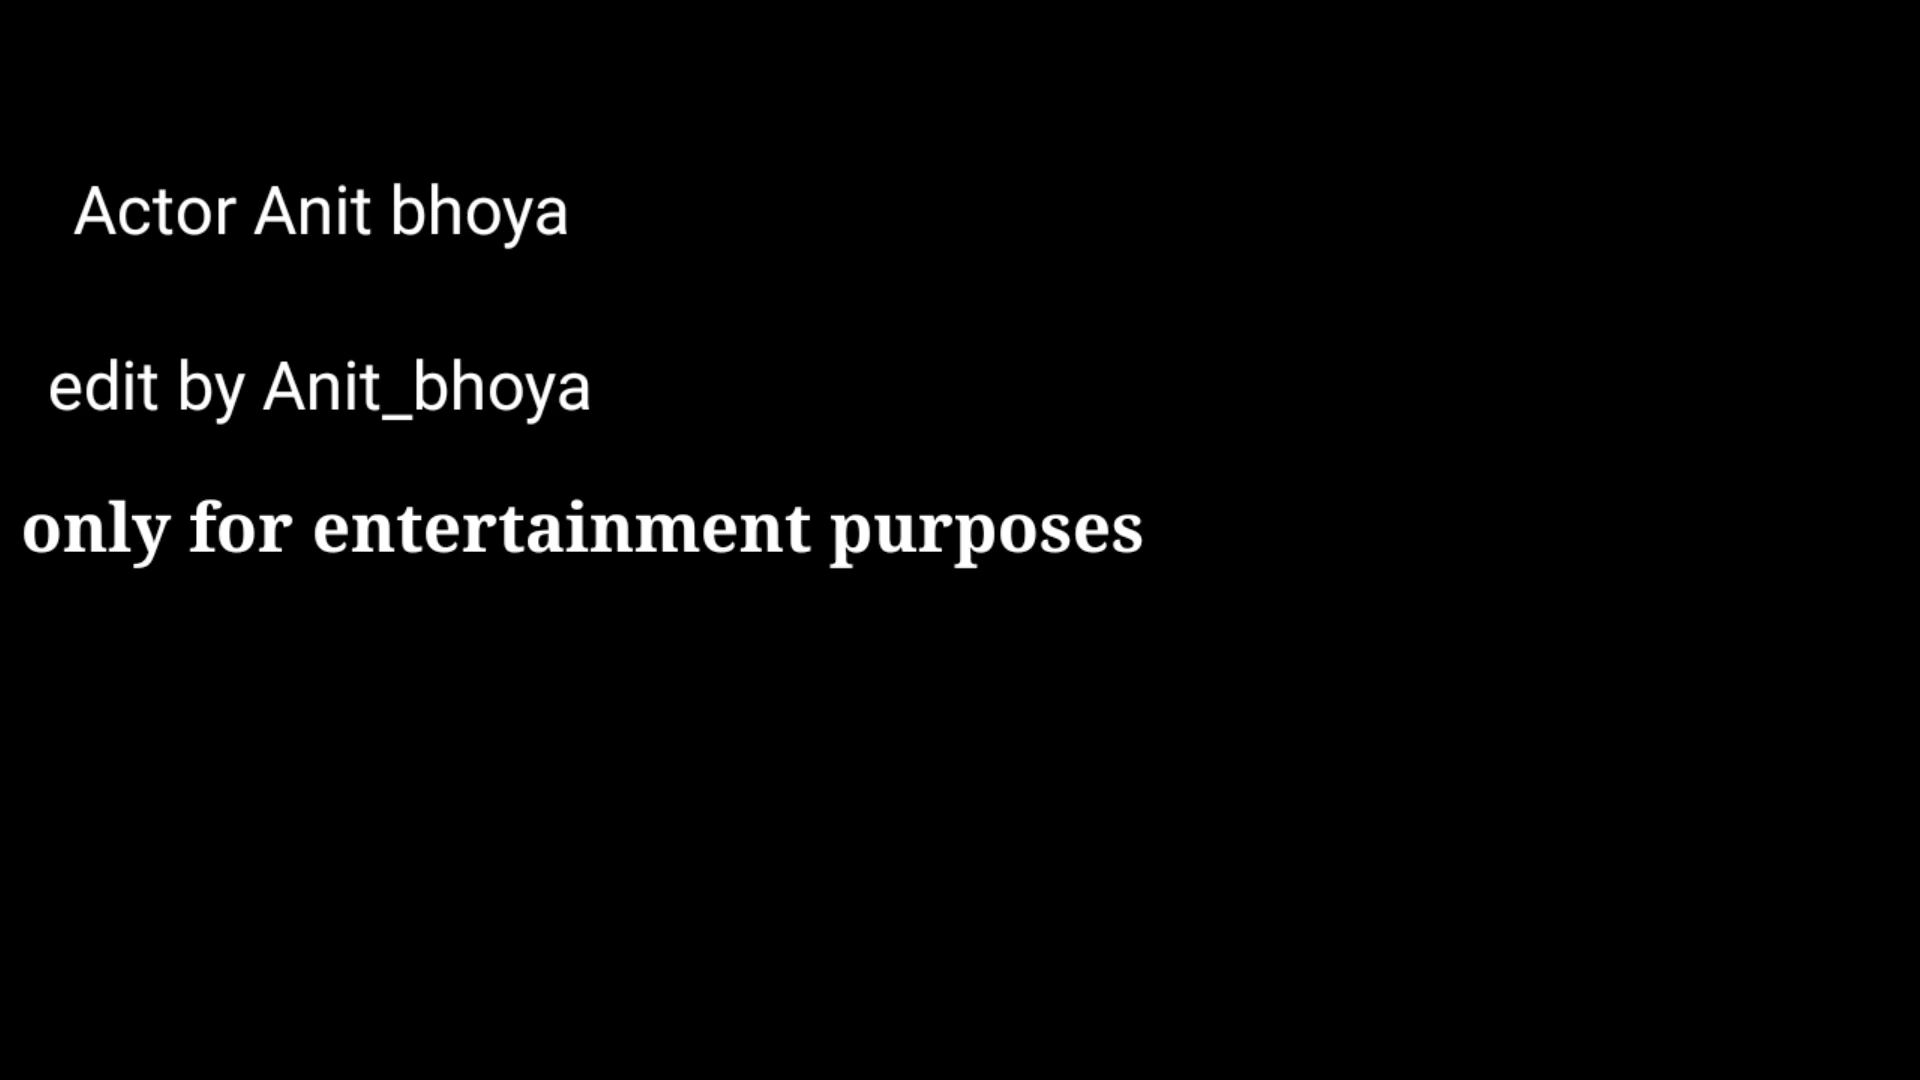 Actor Anit bhoya
edit by Anit_bhoya
only for entertainment purposes